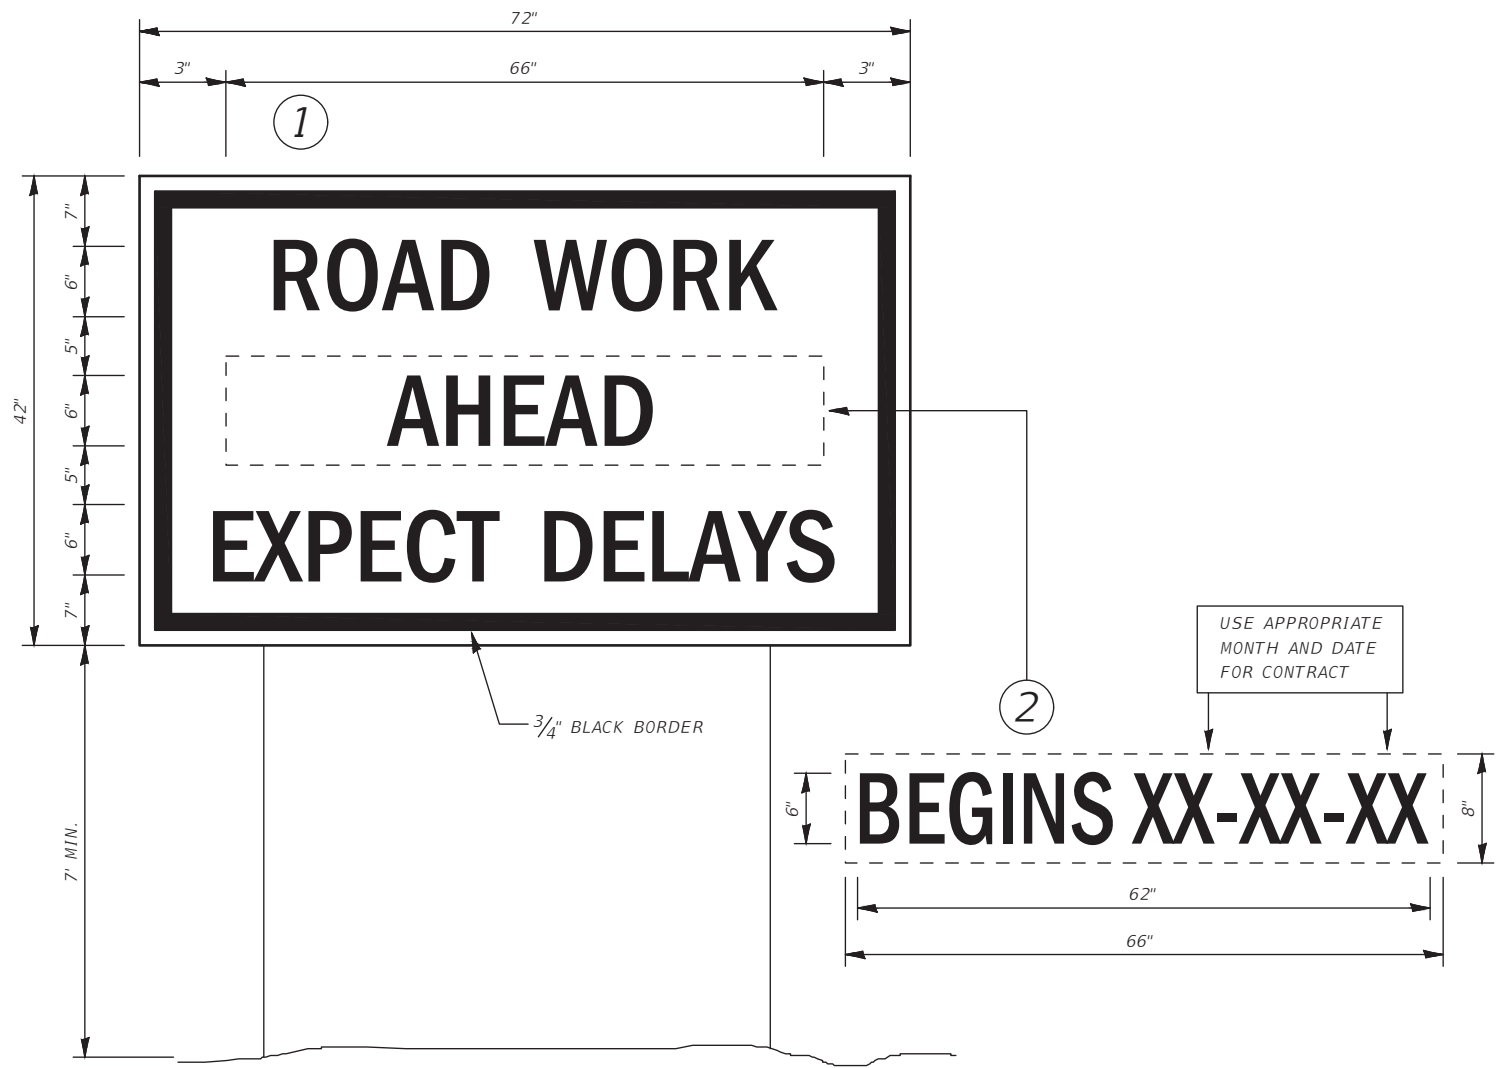 72"
3" 66" 3"
1
7"
6"
5"
6"
5"
6"
7"
42"
ROAD WORK
AHEAD
EXPECT DELAYS
3/4" BLACK BORDER
7' MIN.
2
USE APPROPRIATE
MONTH AND DATE
FOR CONTRACT
6"
BEGINS XX-XX-XX
8"
62"
66"